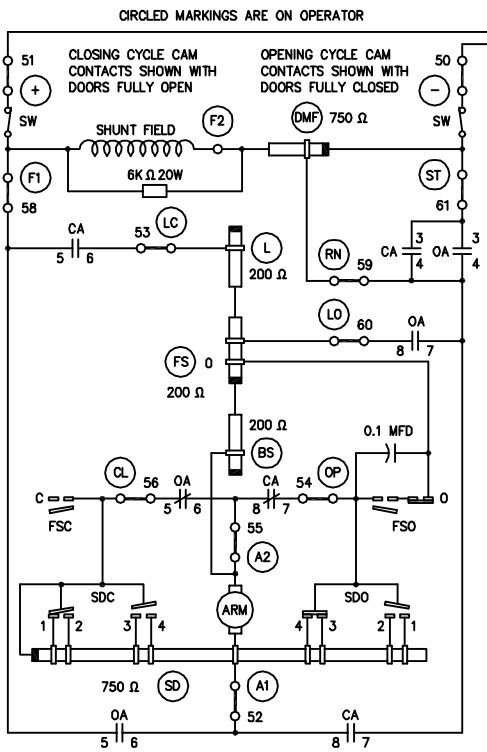 CIRCLED MARKINGS ARE ON OPERATOR
51
CLOSING CYCLE CAM
CONTACTS SHOWN WITH
DOORS FULLY OPEN
OPENING CYCLE CAM
CONTACTS SHOWN WITH
DOORS FULLY CLOSED
50
+
−
SW
SW
SHUNT FIELD
F2
DMF
750 Ω
6K Ω 20W
F1
ST
58
61
CA
5 6
53
LC
L
200 Ω
RN
59
CA
3
4
OA
3
4
LO
60
OA
8 7
FS
0
200 Ω
200 Ω
BS
0.1 MFD
CL
56
OA
5 6
CA
8 7
54
OP
C
FSC
FSO
O
55
A2
SDC
ARM
SDO
1 2 3 4
4 3 2 1
750 Ω
SD
A1
52
OA
5 6
CA
8 7